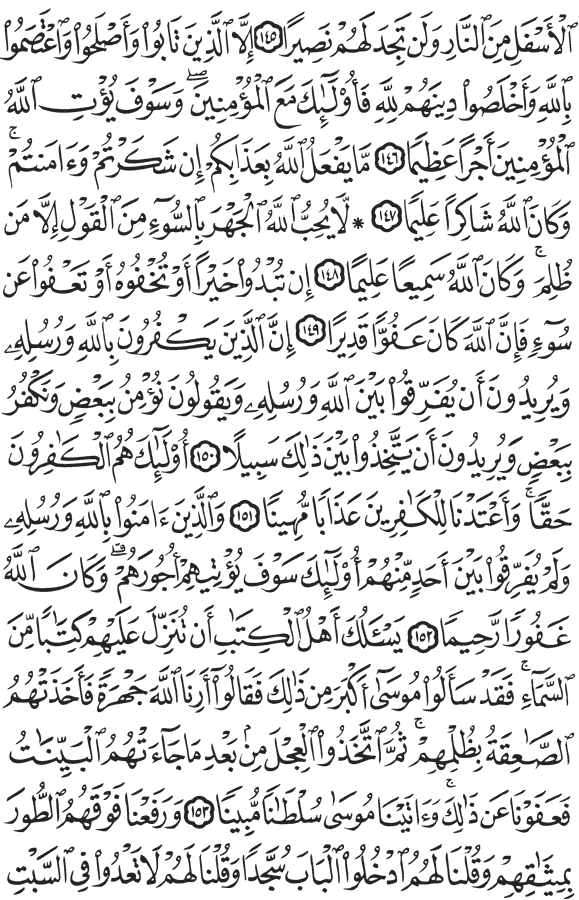 ٱلۡأَسۡفَلِ مِنَ ٱلنَّارِ وَلَن تَجِدَ لَهُمۡ نَصِيرًا ١٤٥ إِلَّا ٱلَّذِينَ تَابُواْ وَأَصۡلَحُواْ وَٱعۡتَصَمُواْ
بِٱللَّهِ وَأَخۡلَصُواْ دِينَهُمۡ لِلَّهِ فَأُوْلَٰٓئِكَ مَعَ ٱلۡمُؤۡمِنِينَۖ وَسَوۡفَ يُؤۡتِ ٱللَّهُ
ٱلۡمُؤۡمِنِينَ أَجۡرًا عَظِيمٗا ١٤٦ مَّا يَفۡعَلُ ٱللَّهُ بِعَذَابِكُمۡ إِن شَكَرۡتُمۡ وَءَامَنتُمۡۚ
وَكَانَ ٱللَّهُ شَاكِرًا عَلِيمٗا ١٤٧ * لَّا يُحِبُّ ٱللَّهُ ٱلۡجَهۡرَ بِٱلسُّوٓءِ مِنَ ٱلۡقَوۡلِ إِلَّا مَن
ظُلِمَۚ وَكَانَ ٱللَّهُ سَمِيعًا عَلِيمًا ١٤٨ إِن تُبۡدُواْ خَيۡرًا أَوۡ تُخۡفُوهُ أَوۡ تَعۡفُواْ عَن
سُوٓءٖ فَإِنَّ ٱللَّهَ كَانَ عَفُوّٗا قَدِيرًا ١٤٩ إِنَّ ٱلَّذِينَ يَكۡفُرُونَ بِٱللَّهِ وَرُسُلِهِۦ
وَيُرِيدُونَ أَن يُفَرِّقُواْ بَيۡنَ ٱللَّهِ وَرُسُلِهِۦ وَيَقُولُونَ نُؤۡمِنُ بِبَعۡضٖ وَنَكۡفُرُ
بِبَعۡضٖ وَيُرِيدُونَ أَن يَتَّخِذُواْ بَيۡنَ ذَٰلِكَ سَبِيلًا ١٥٠ أُوْلَٰٓئِكَ هُمُ ٱلۡكَٰفِرُونَ
حَقّٗاۚ وَأَعۡتَدۡنَا لِلۡكَٰفِرِينَ عَذَابٗا مُّهِينٗا ١٥١ وَٱلَّذِينَ ءَامَنُواْ بِٱللَّهِ وَرُسُلِهِۦ
وَلَمۡ يُفَرِّقُواْ بَيۡنَ أَحَدٖ مِّنۡهُمۡ أُوْلَٰٓئِكَ سَوۡفَ يُؤۡتِيهِمۡ أُجُورَهُمۡۚ وَكَانَ ٱللَّهُ
غَفُورٗا رَّحِيمٗا ١٥٢ يَسۡـَٔلُكَ أَهۡلُ ٱلۡكِتَٰبِ أَن تُنَزِّلَ عَلَيۡهِمۡ كِتَٰبٗا مِّنَ
ٱلسَّمَآءِۚ فَقَدۡ سَأَلُواْ مُوسَىٰٓ أَكۡبَرَ مِن ذَٰلِكَ فَقَالُوٓاْ أَرِنَا ٱللَّهَ جَهۡرَةٗ فَأَخَذَتۡهُمُ
ٱلصَّٰعِقَةُ بِظُلۡمِهِمۡۚ ثُمَّ ٱتَّخَذُواْ ٱلۡعِجۡلَ مِنۢ بَعۡدِ مَا جَآءَتۡهُمُ ٱلۡبَيِّنَٰتُ
فَعَفَوۡنَا عَن ذَٰلِكَۚ وَءَاتَيۡنَا مُوسَىٰ سُلۡطَٰنٗا مُّبِينٗا ١٥٣ وَرَفَعۡنَا فَوۡقَهُمُ ٱلطُّورَ
بِمِيثَٰقِهِمۡ وَقُلۡنَا لَهُمُ ٱدۡخُلُواْ ٱلۡبَابَ سُجَّدٗا وَقُلۡنَا لَهُمۡ لَا تَعۡدُواْ فِي ٱلسَّبۡتِ